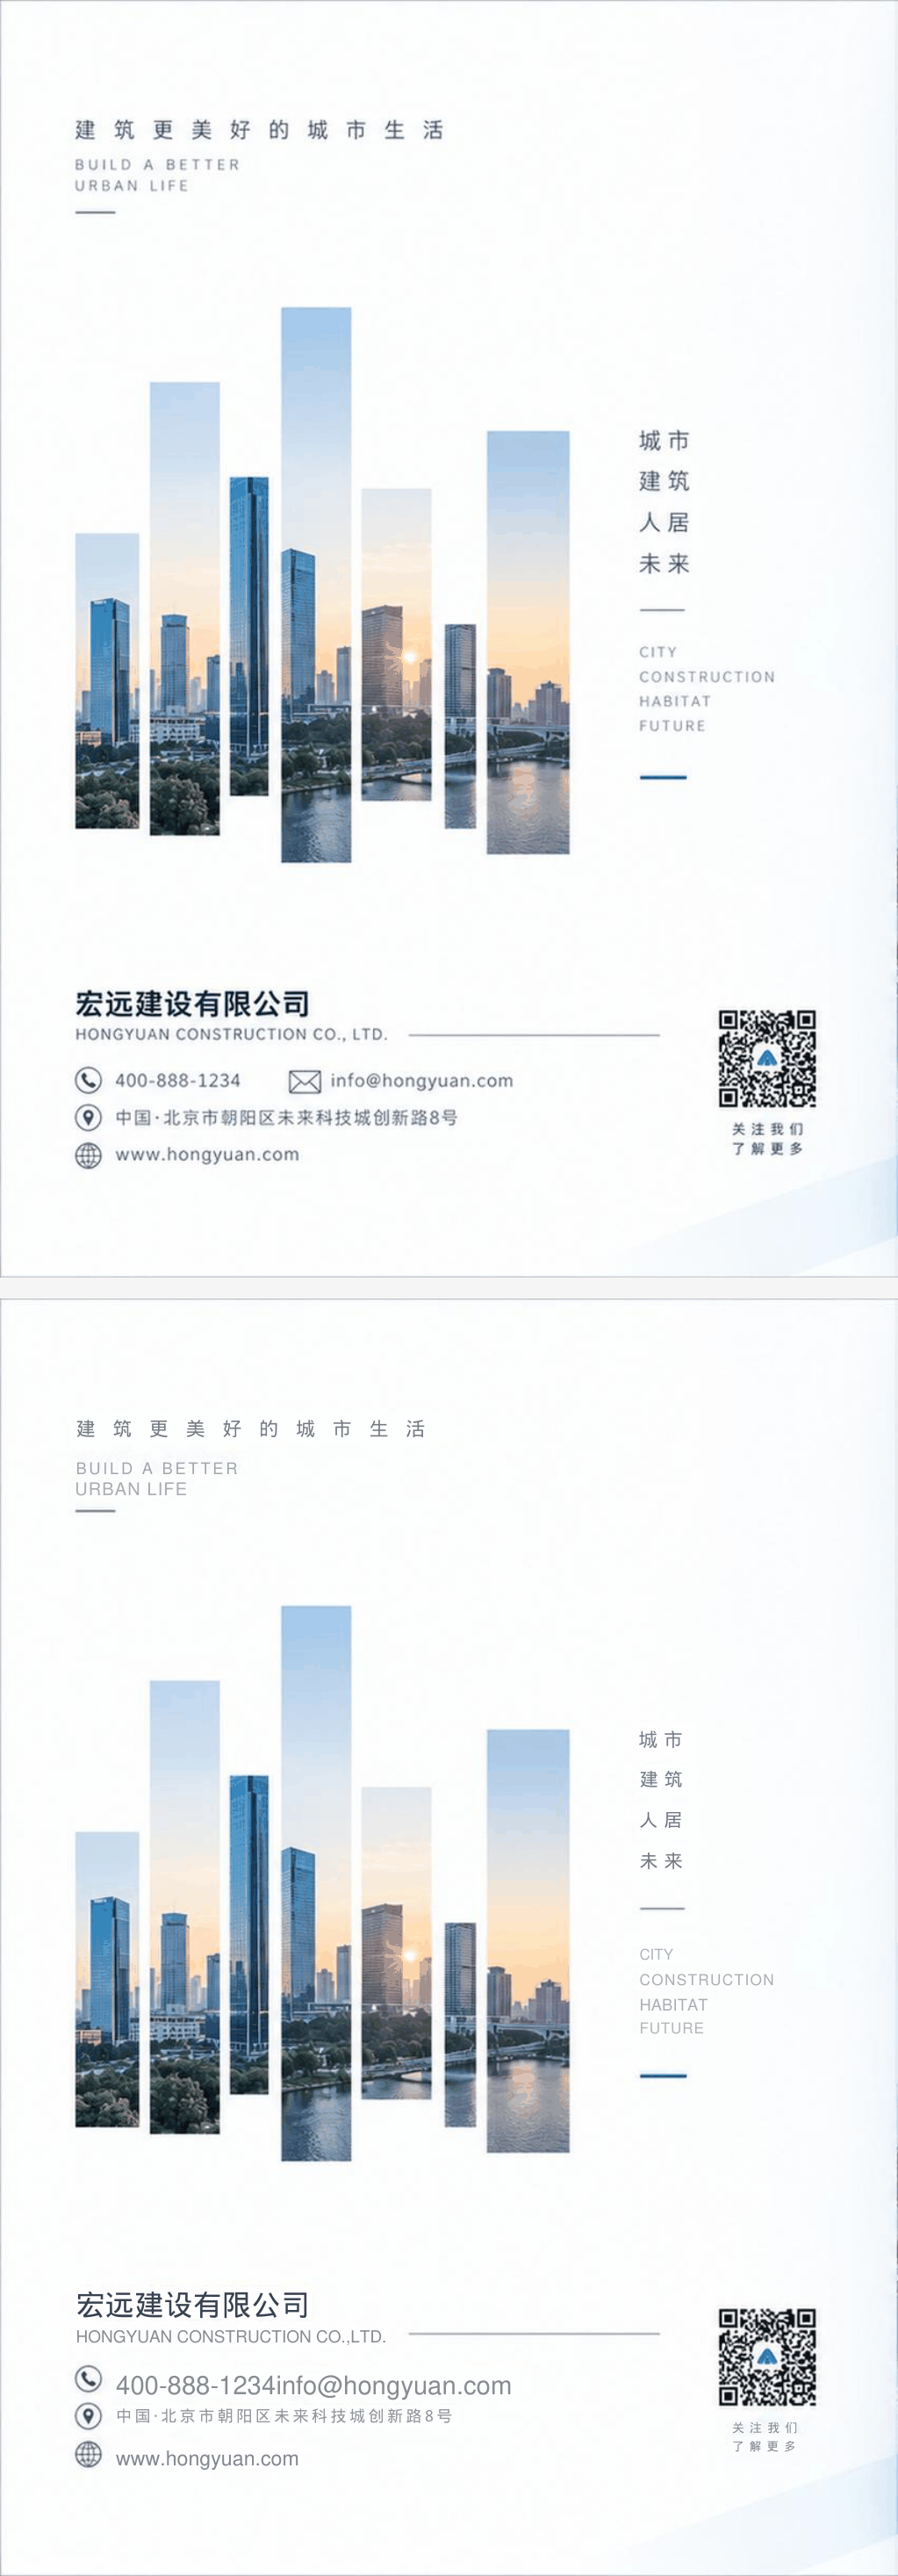 建筑更美好的城市生活
BUILD A BETTER
URBAN LIFE
城市
建筑
人居
未来
CITY
CONSTRUCTION
HABITAT
FUTURE
宏远建设有限公司
HONGYUAN CONSTRUCTION CO., LTD.
400-888-1234 info@hongyuan.com
中国·北京市朝阳区未来科技城创新路8号
www.hongyuan.com
关注我们
了解更多
建筑更美好的城市生活
BUILD A BETTER
URBAN LIFE
城市
建筑
人居
未来
CITY
CONSTRUCTION
HABITAT
FUTURE
宏远建设有限公司
HONGYUAN CONSTRUCTION CO.,LTD.
400-888-1234info@hongyuan.com
中国·北京市朝阳区未来科技城创新路8号
www.hongyuan.com
关注我们
了解更多